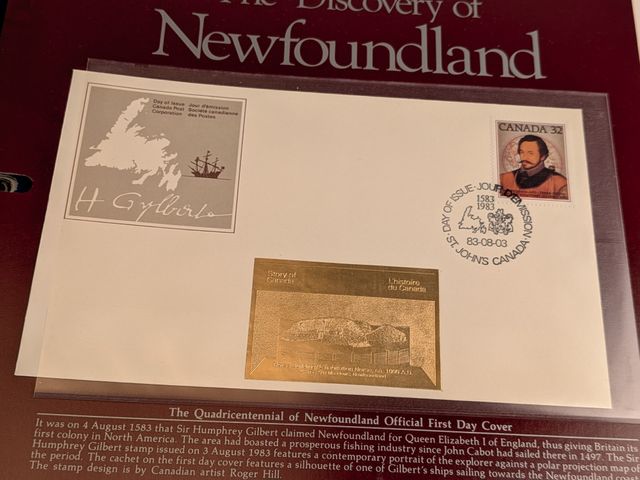 The Discovery of
Newfoundland
Day of Issue Jour d'émission
Canada Post Société canadienne
Corporation des Postes
H Gylberte
CANADA 32
DAY OF ISSUE · JOUR D'ÉMISSION
1583
1983
83-08-03
ST. JOHN'S CANADA
Story of
Canada
L'histoire
du Canada
1000 A.D.
Newfoundland
The Quadricentennial of Newfoundland Official First Day Cover
It was on 4 August 1583 that Sir Humphrey Gilbert claimed Newfoundland for Queen Elizabeth I of England, thus giving Britain its
first colony in North America. The area had boasted a prosperous fishing industry since John Cabot had sailed there in 1497. The Sir
Humphrey Gilbert stamp issued on 3 August 1983 features a contemporary portrait of the explorer against a polar projection map of
the period. The cachet on the first day cover features a silhouette of one of Gilbert's ships sailing towards the Newfoundland coast
The stamp design is by Canadian artist Roger Hill.